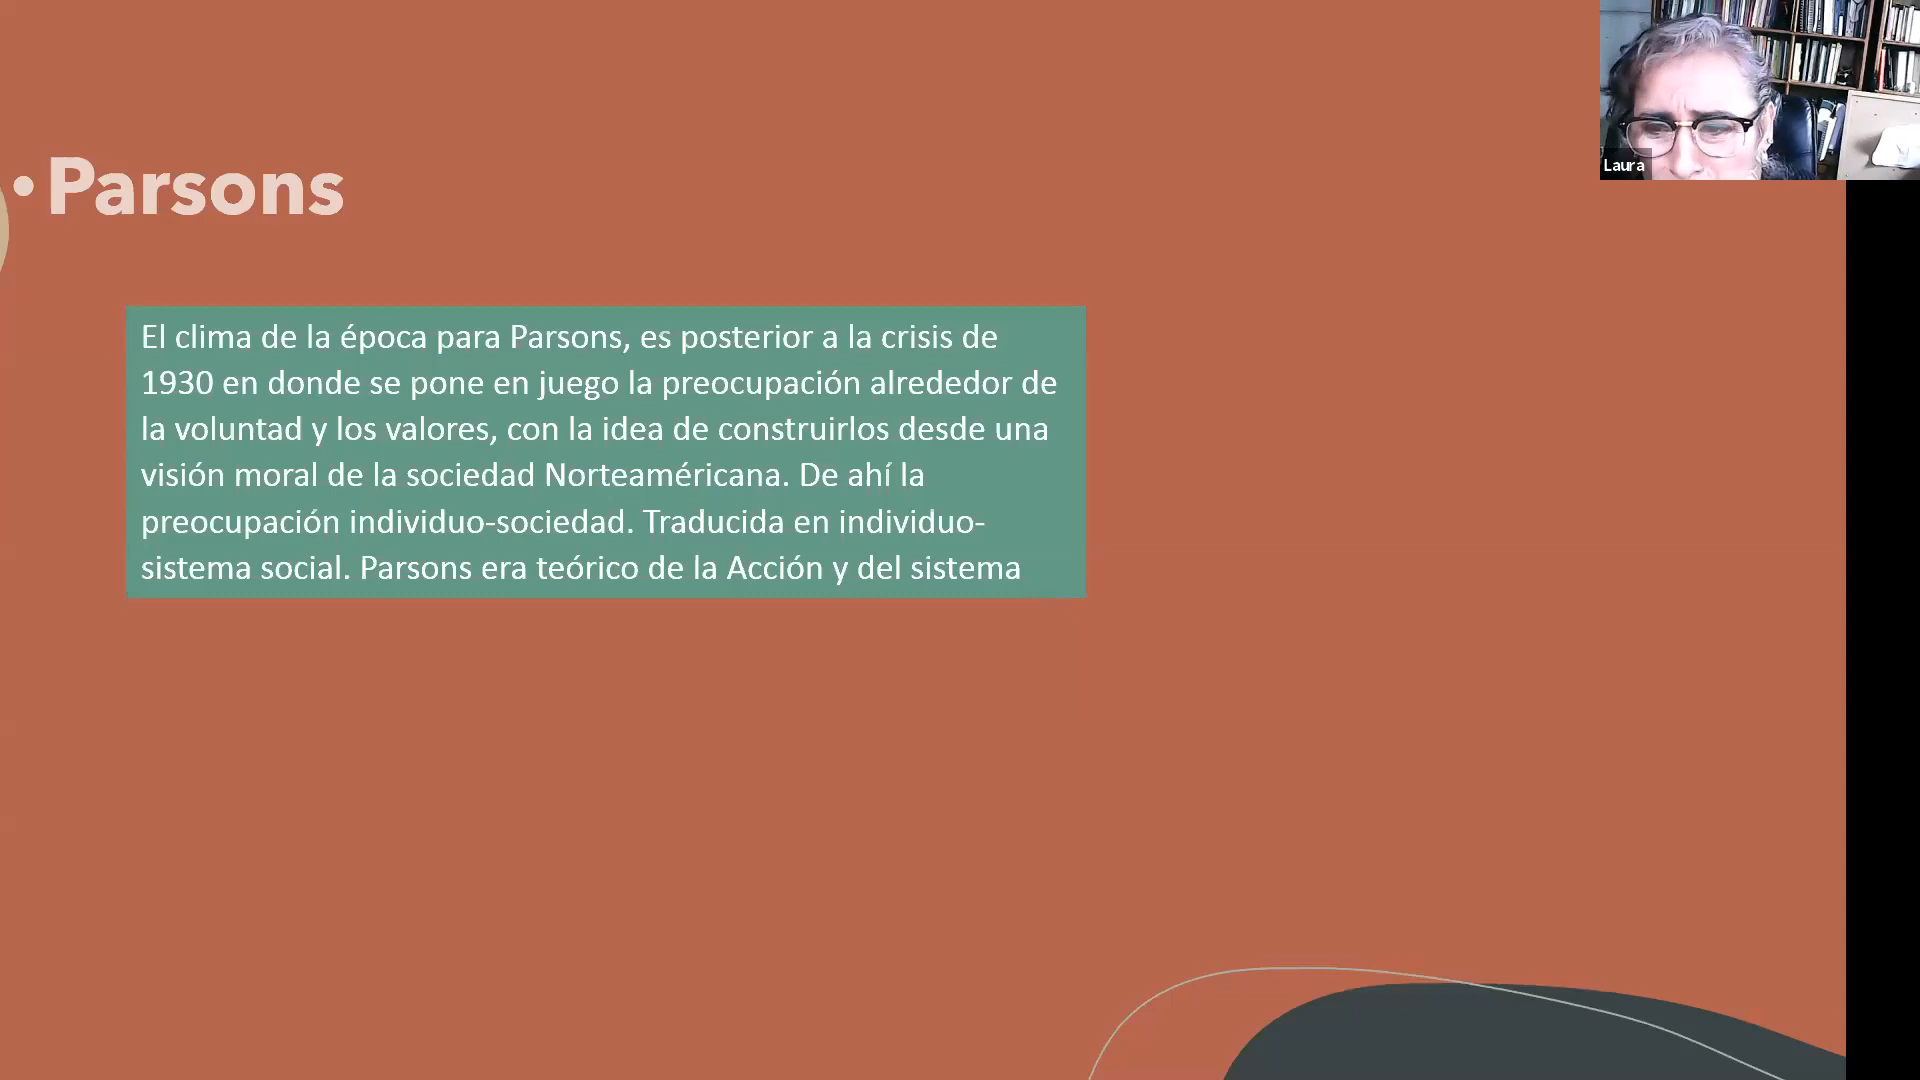 • Parsons
El clima de la época para Parsons, es posterior a la crisis de
1930 en donde se pone en juego la preocupación alrededor de
la voluntad y los valores, con la idea de construirlos desde una
visión moral de la sociedad Norteaméricana. De ahí la
preocupación individuo-sociedad. Traducida en individuo-
sistema social. Parsons era teórico de la Acción y del sistema
Laura